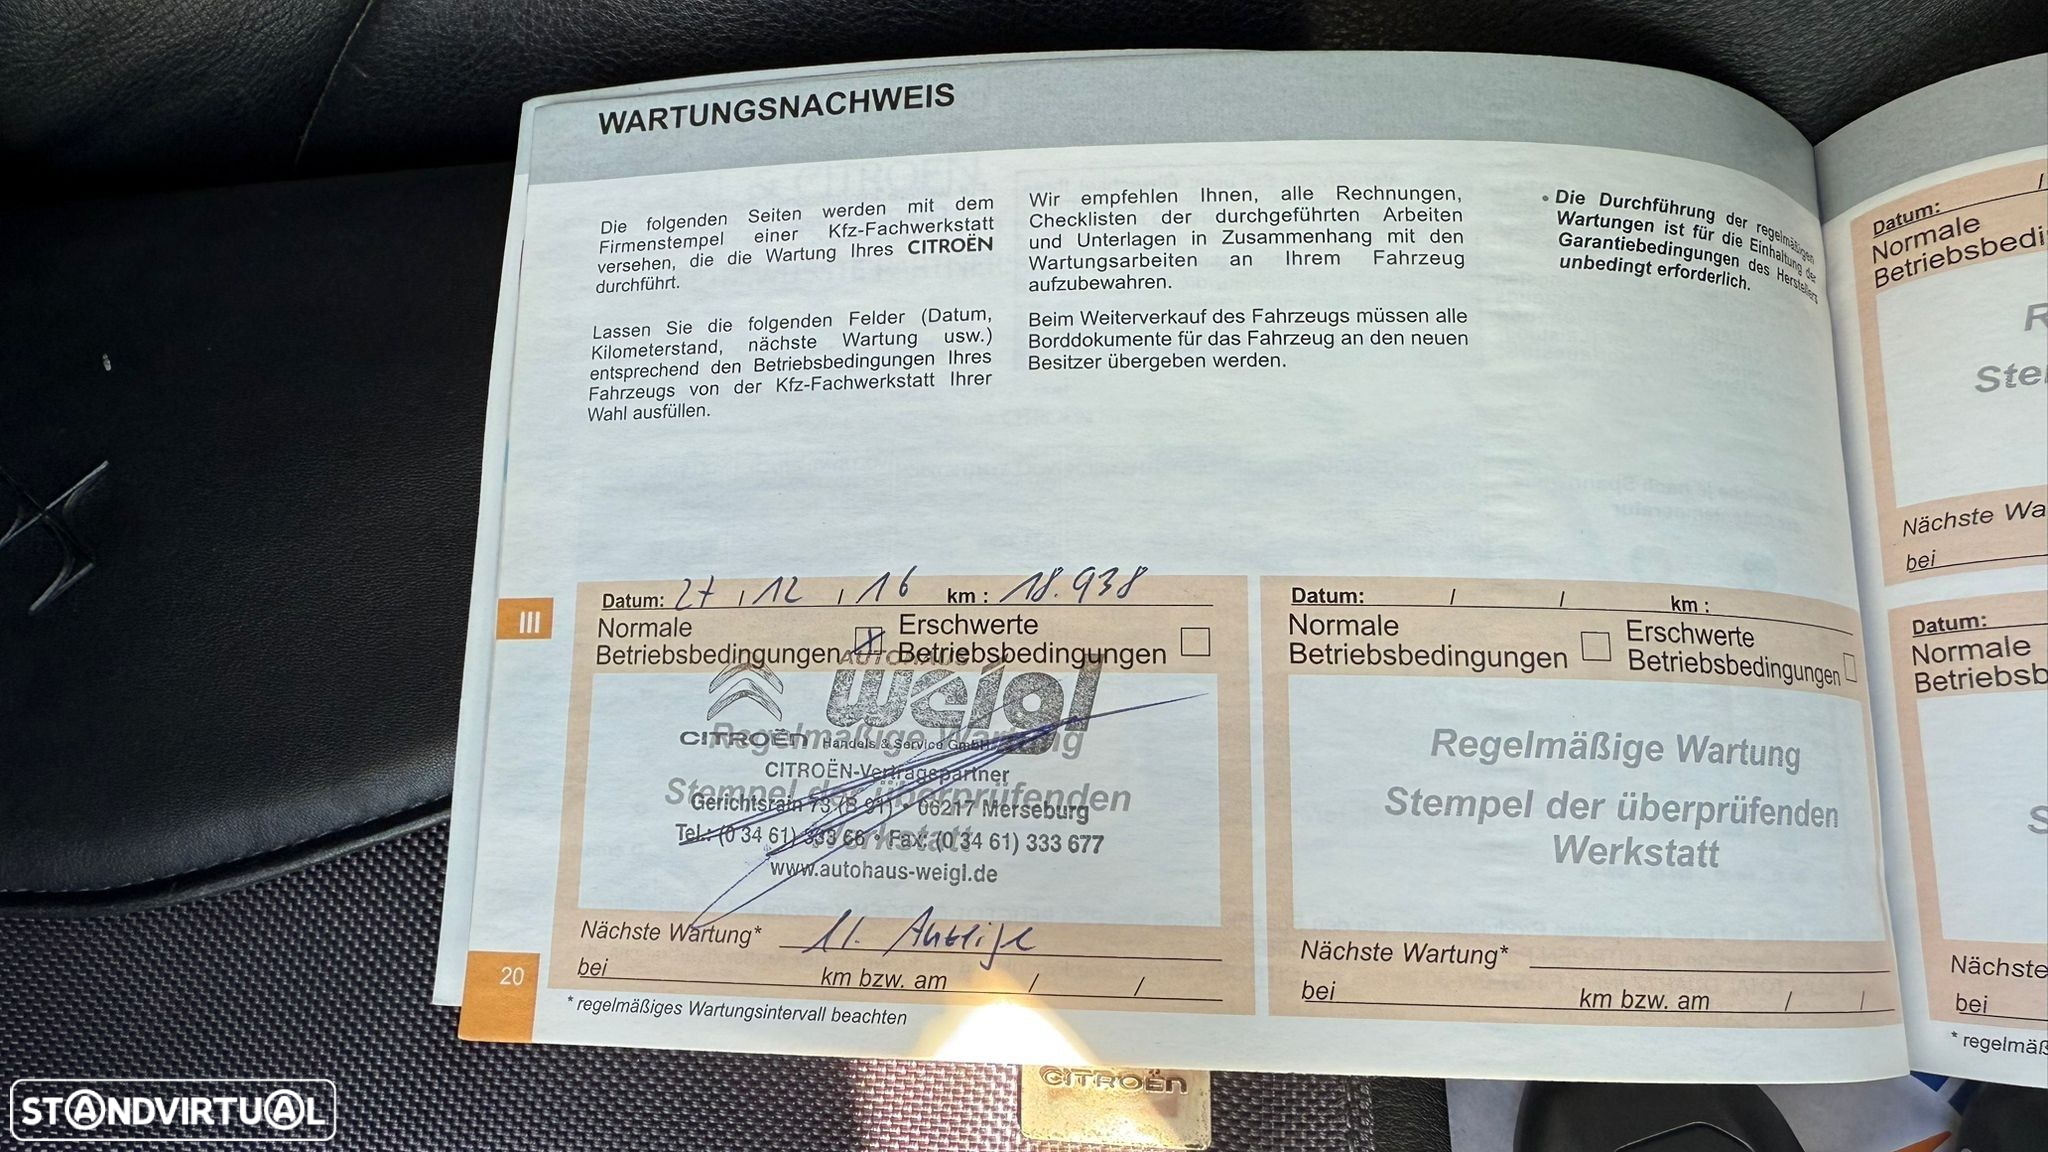 WARTUNGSNACHWEIS
Die folgenden Seiten werden mit dem
Firmenstempel einer Kfz-Fachwerkstatt
versehen, die die Wartung Ihres CITROËN
durchführt.
Lassen Sie die folgenden Felder (Datum,
Kilometerstand, nächste Wartung usw.)
entsprechend den Betriebsbedingungen Ihres
Fahrzeugs von der Kfz-Fachwerkstatt Ihrer
Wahl ausfüllen.
Wir empfehlen Ihnen, alle Rechnungen,
Checklisten der durchgeführten Arbeiten
und Unterlagen in Zusammenhang mit den
Wartungsarbeiten an Ihrem Fahrzeug
aufzubewahren.
Beim Weiterverkauf des Fahrzeugs müssen alle
Borddokumente für das Fahrzeug an den neuen
Besitzer übergeben werden.
• Die Durchführung der regelmäßigen
Wartungen ist für die Einhaltung der
Garantiebedingungen des Herstellers
unbedingt erforderlich.
III
Datum: 27 / 12 / 16 km : 18.938
Normale
Betriebsbedingungen
Erschwerte
Betriebsbedingungen
AUTOHAUS
weigl
CITROËN Handels & Service GmbH
Regelmäßige Wartung
CITROËN-Vertragspartner
Stempel der überprüfenden
Gerichtsrain 73 (B 91) · 06217 Merseburg
Werkstatt
Tel.: (0 34 61) 333 66 • Fax: (0 34 61) 333 677
www.autohaus-weigl.de
Nächste Wartung* lt. Anzeige
bei km bzw. am / /
* regelmäßiges Wartungsintervall beachten
20
Datum: / / km :
Normale
Betriebsbedingungen
Erschwerte
Betriebsbedingungen
Regelmäßige Wartung
Stempel der überprüfenden
Werkstatt
Nächste Wartung*
bei km bzw. am / /
Datum: /
Normale
Betriebsbedi
R
Ste
Nächste Wa
bei
Datum:
Normale
Betriebsb
S
Nächste
bei
* regelmäß
CITROËN
STANDVIRTUAL